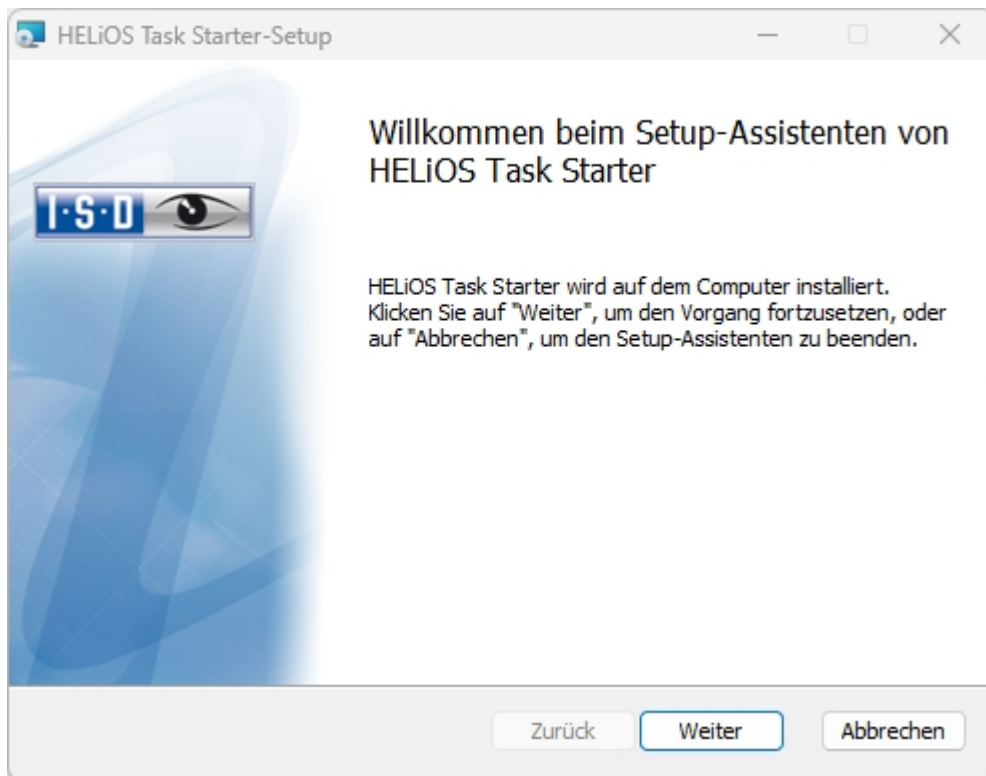 HELiOS Task Starter-Setup
Willkommen beim Setup-Assistenten von
HELiOS Task Starter
I·S·D
HELiOS Task Starter wird auf dem Computer installiert.
Klicken Sie auf "Weiter", um den Vorgang fortzusetzen, oder
auf "Abbrechen", um den Setup-Assistenten zu beenden.
Zurück Weiter Abbrechen